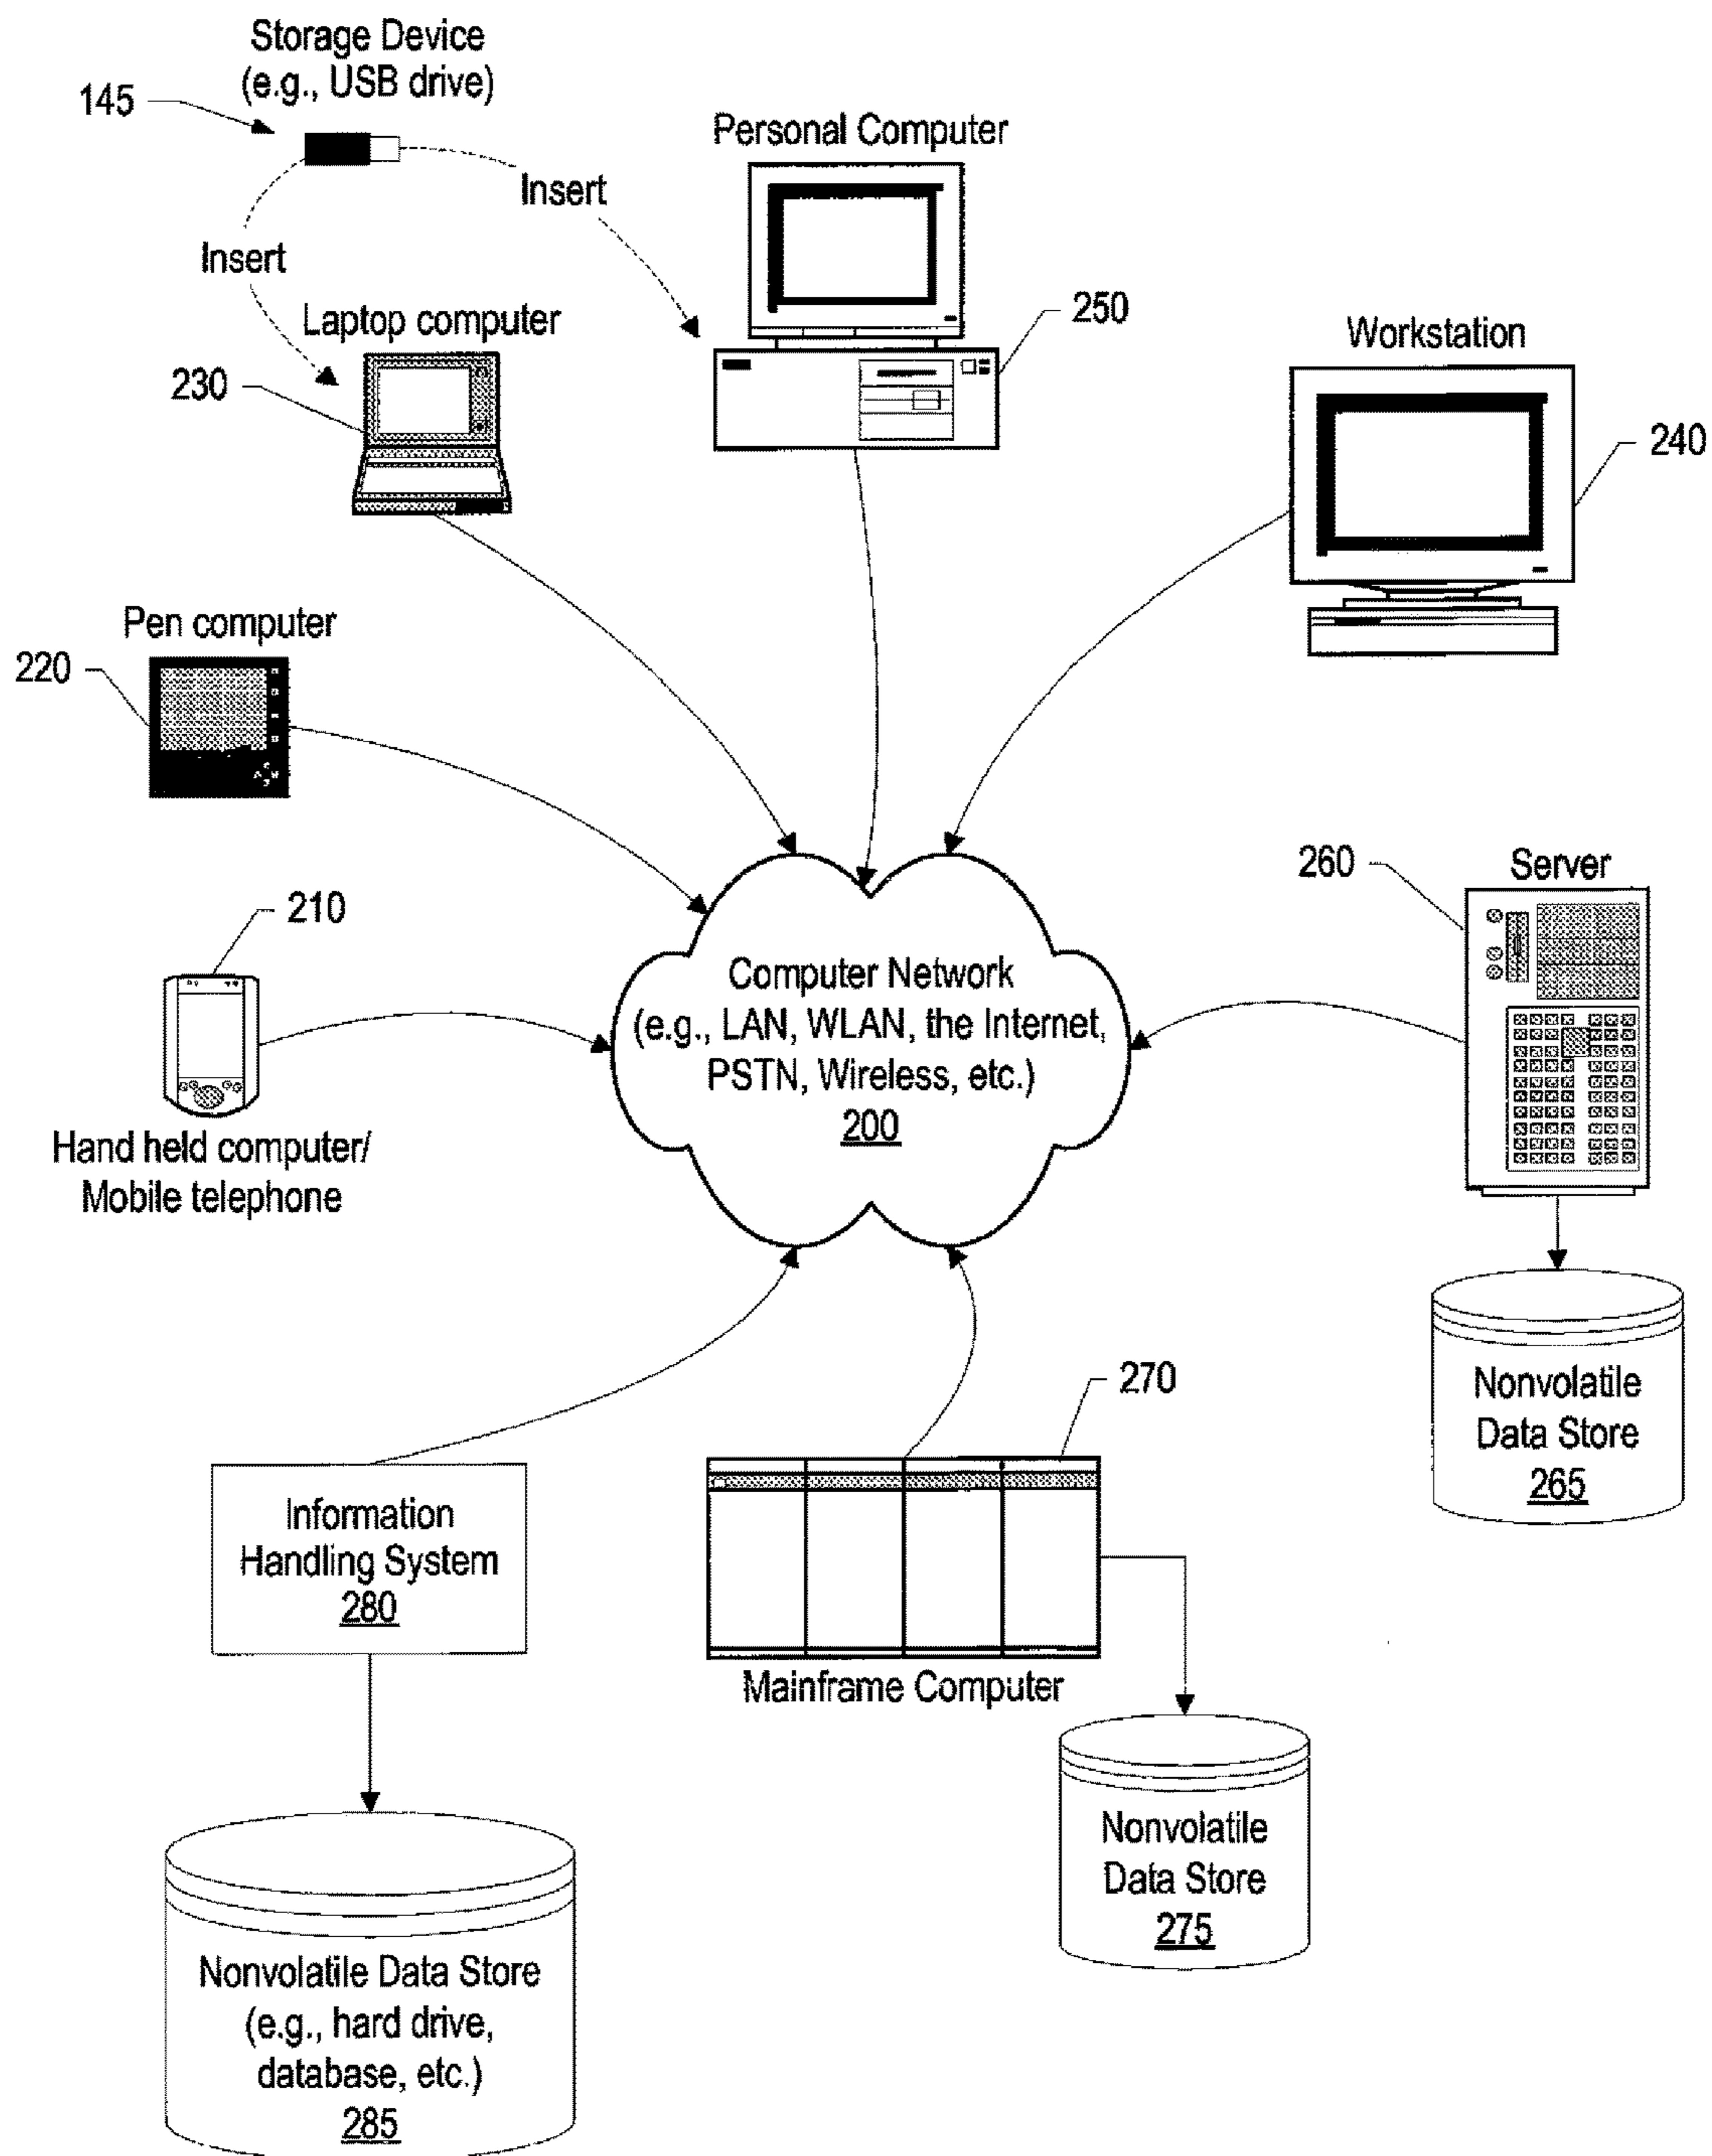 Storage Device
(e.g., USB drive)
145
Insert
Insert
Personal Computer
250
Laptop computer
230
Workstation
240
Pen computer
220
210
Hand held computer/
Mobile telephone
Computer Network
(e.g., LAN, WLAN, the Internet,
PSTN, Wireless, etc.)
200
260
Server
Nonvolatile
Data Store
265
270
Mainframe Computer
Information
Handling System
280
Nonvolatile
Data Store
275
Nonvolatile Data Store
(e.g., hard drive,
database, etc.)
285